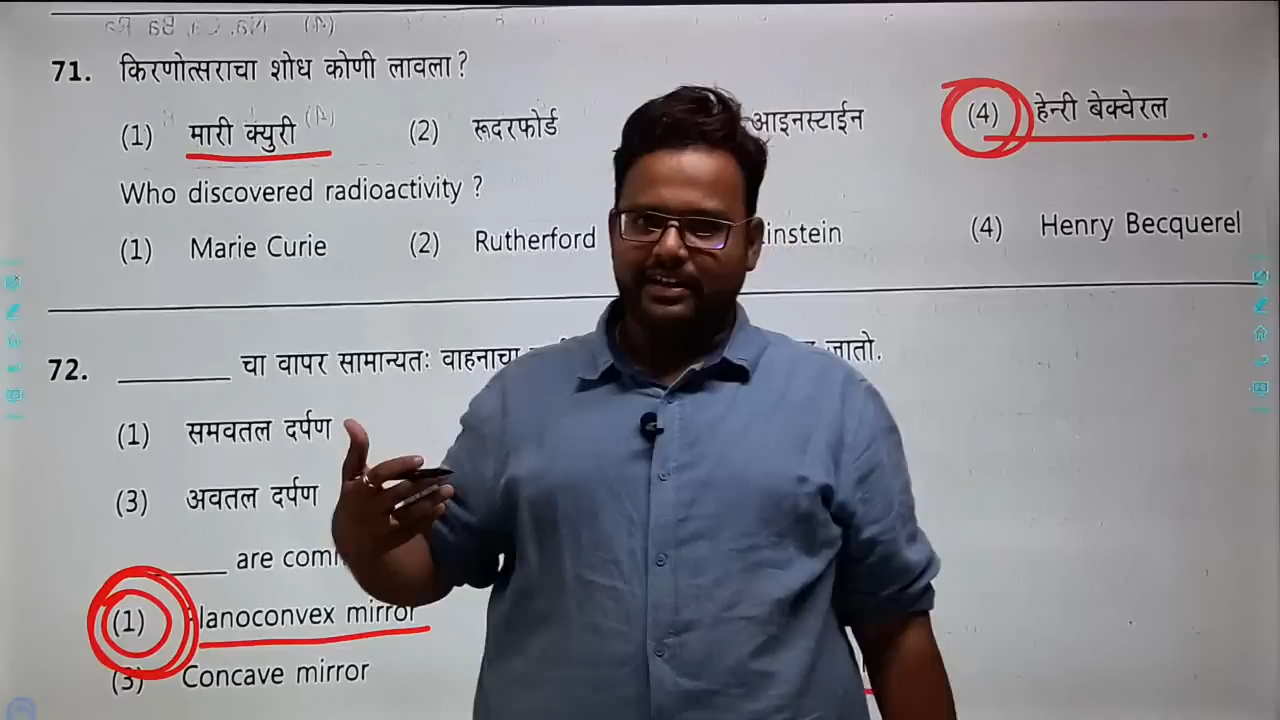 71. किरणोत्सराचा शोध कोणी लावला ?
(1) मारी क्युरी (2) रूदरफोर्ड आइनस्टाईन (4) हेन्री बेक्वेरल
Who discovered radioactivity ?
(1) Marie Curie (2) Rutherford instein (4) Henry Becquerel
72. ________ चा वापर सामान्यतः वाहनाचा जातो.
(1) समवतल दर्पण
(3) अवतल दर्पण
____ are com
(1) lanoconvex mirror
(3) Concave mirror